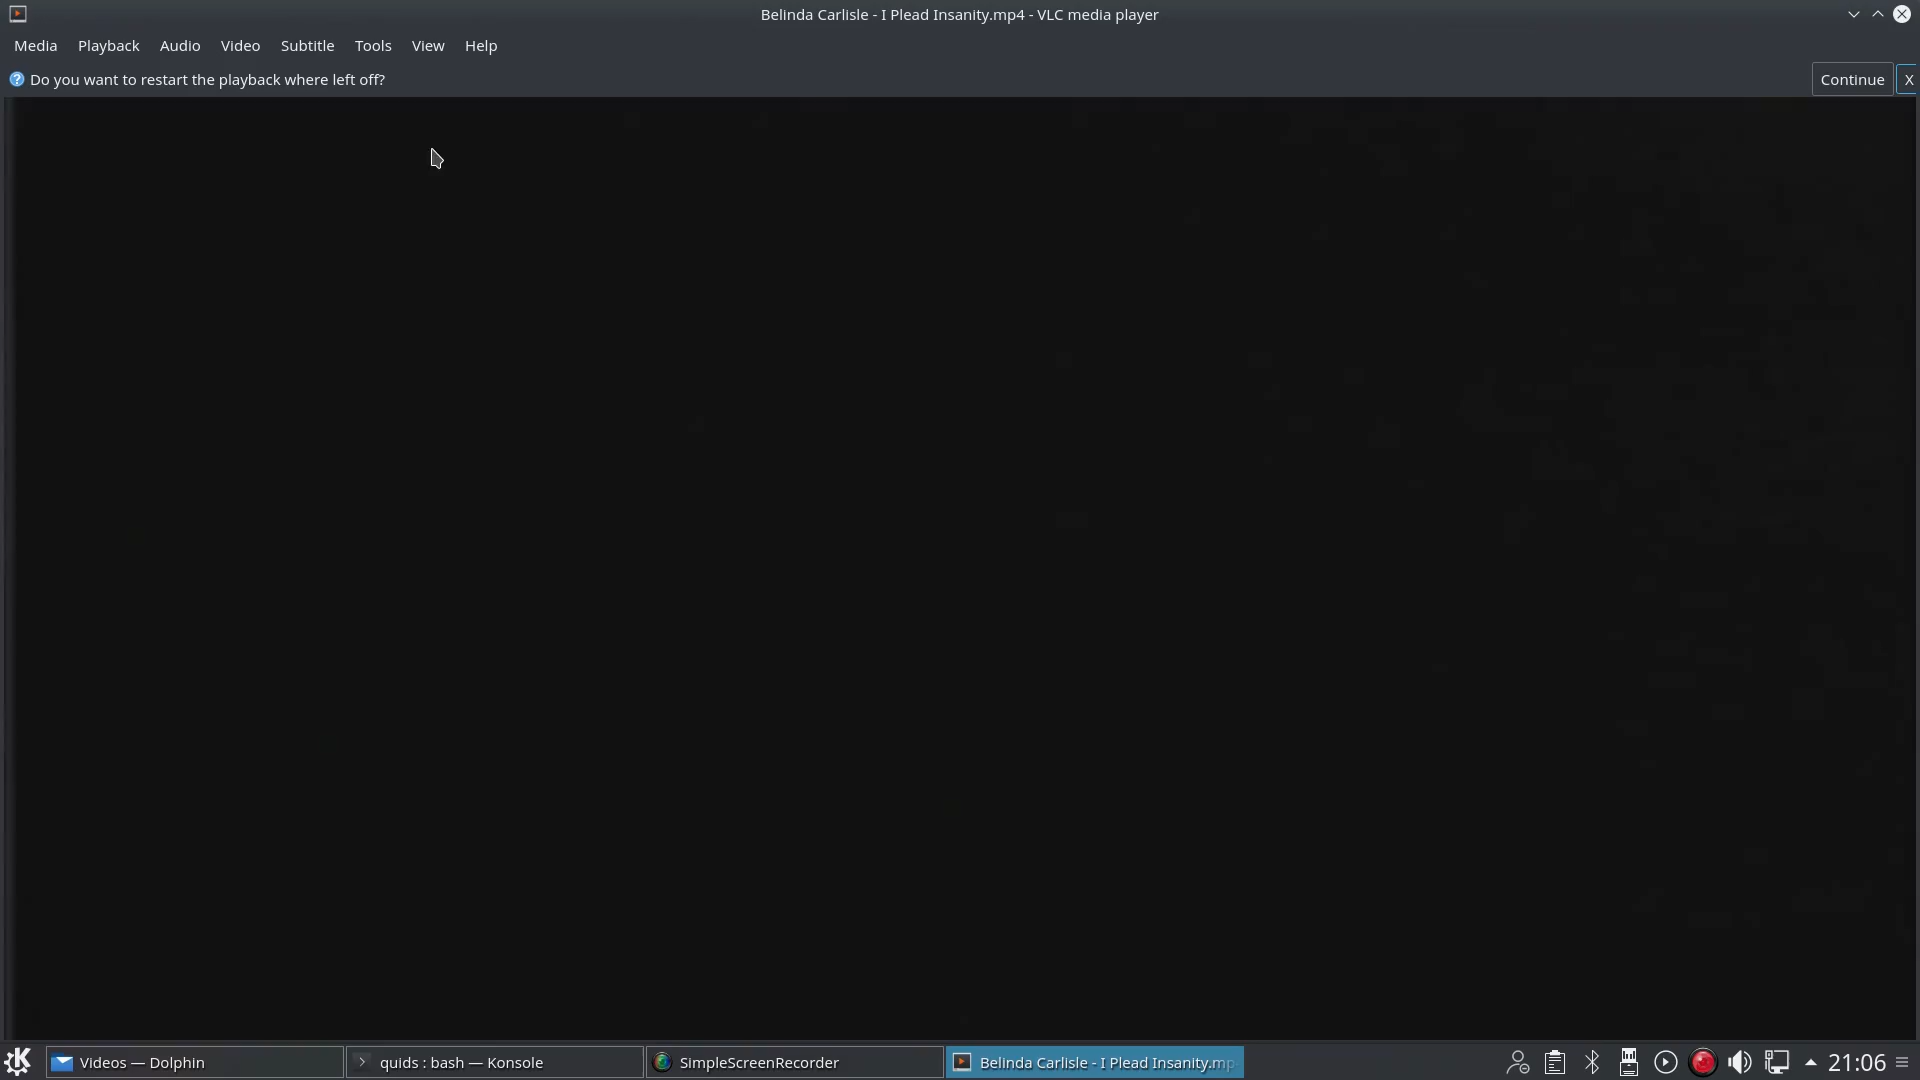 Belinda Carlisle - I Plead Insanity.mp4 - VLC media player
Media Playback Audio Video Subtitle Tools View Help
Do you want to restart the playback where left off? Continue X
Videos — Dolphin quids : bash — Konsole SimpleScreenRecorder Belinda Carlisle - I Plead Insanity.mp 21:06